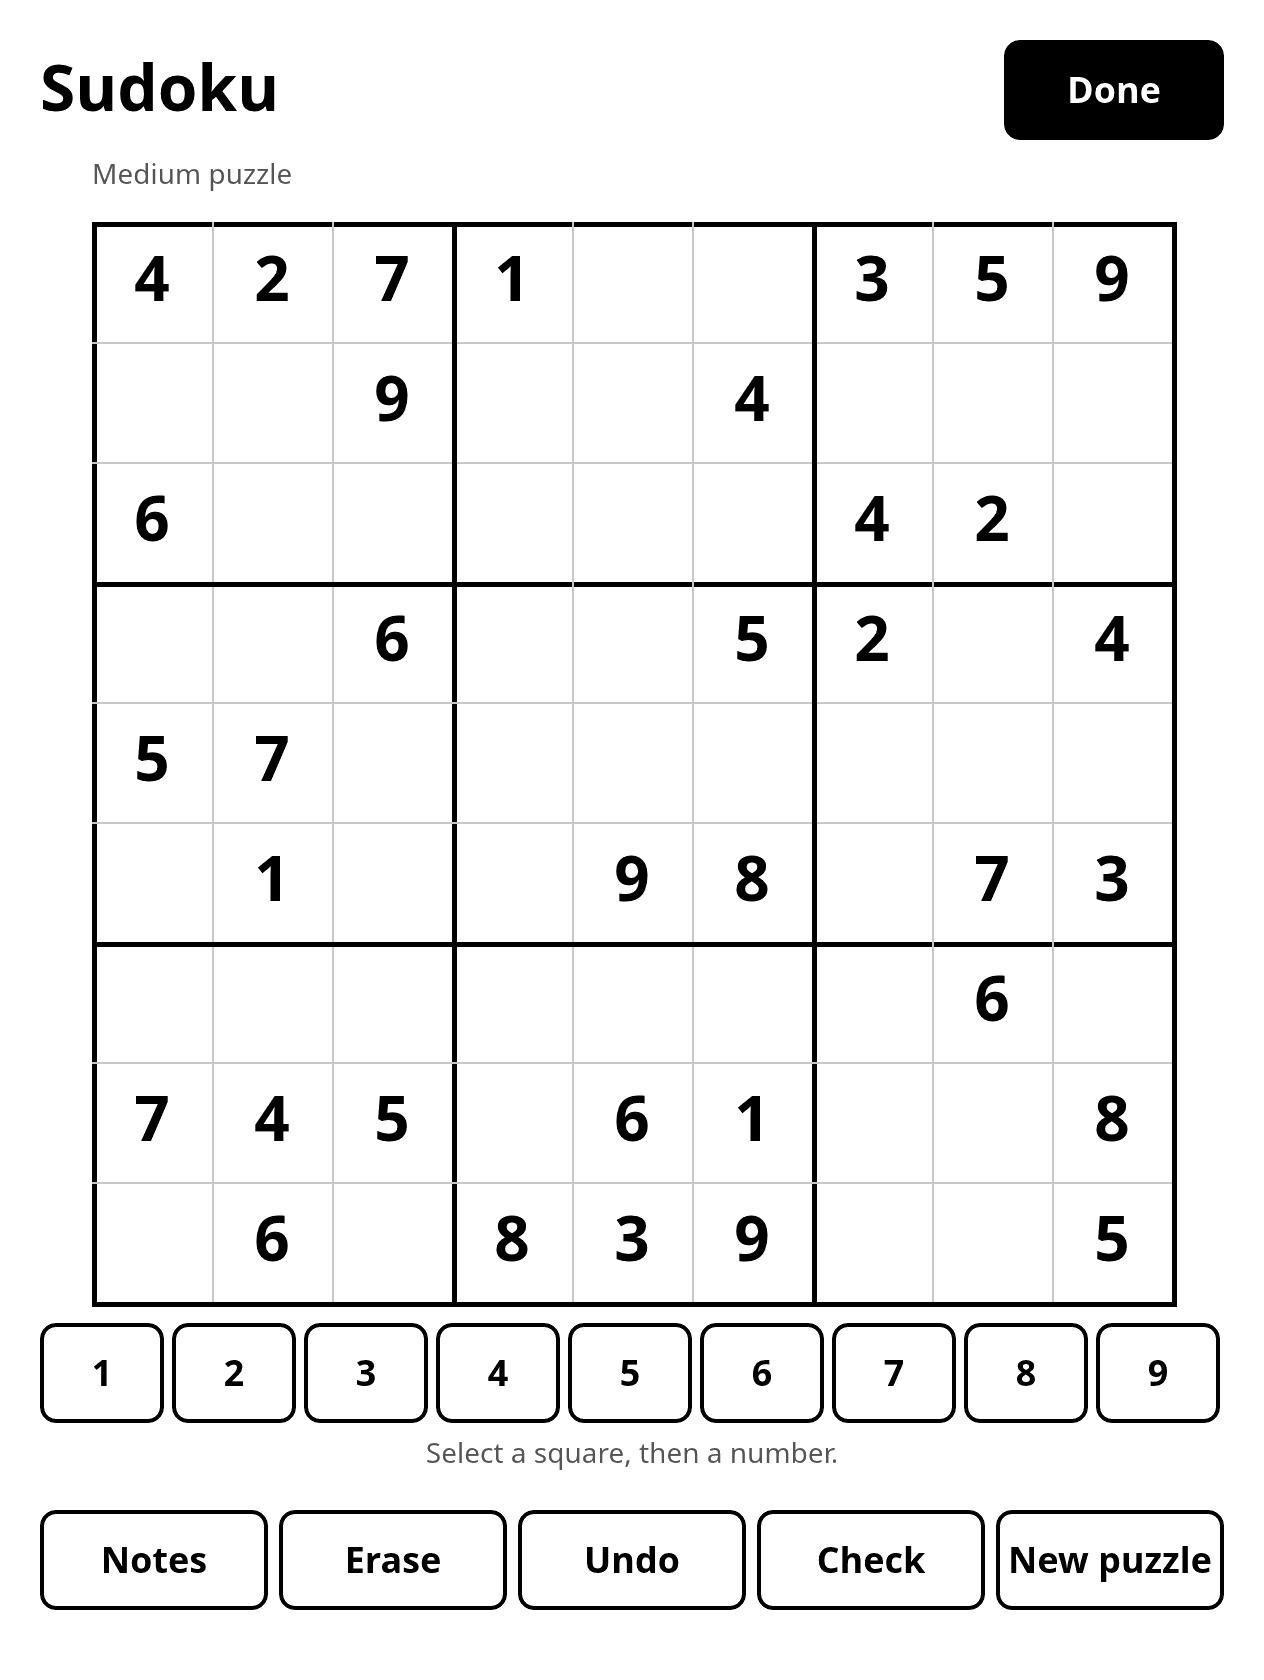 Sudoku
Done
Medium puzzle
4 2 7 1 3 5 9
9 4
6 4 2
6 5 2 4
5 7
1 9 8 7 3
6
7 4 5 6 1 8
6 8 3 9 5
1 2 3 4 5 6 7 8 9
Select a square, then a number.
Notes Erase Undo Check New puzzle